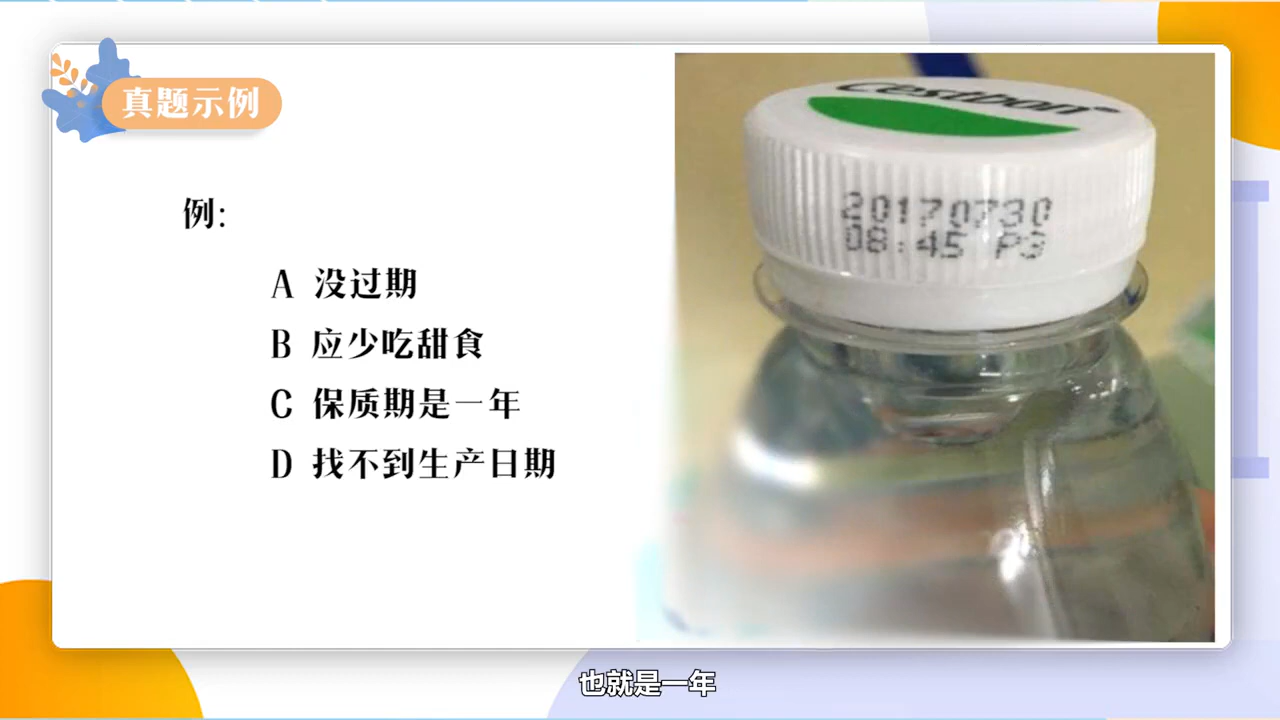 真题示例
例:
A 没过期
B 应少吃甜食
C 保质期是一年
D 找不到生产日期
C'estbon
20170730
08:45 P3
也就是一年